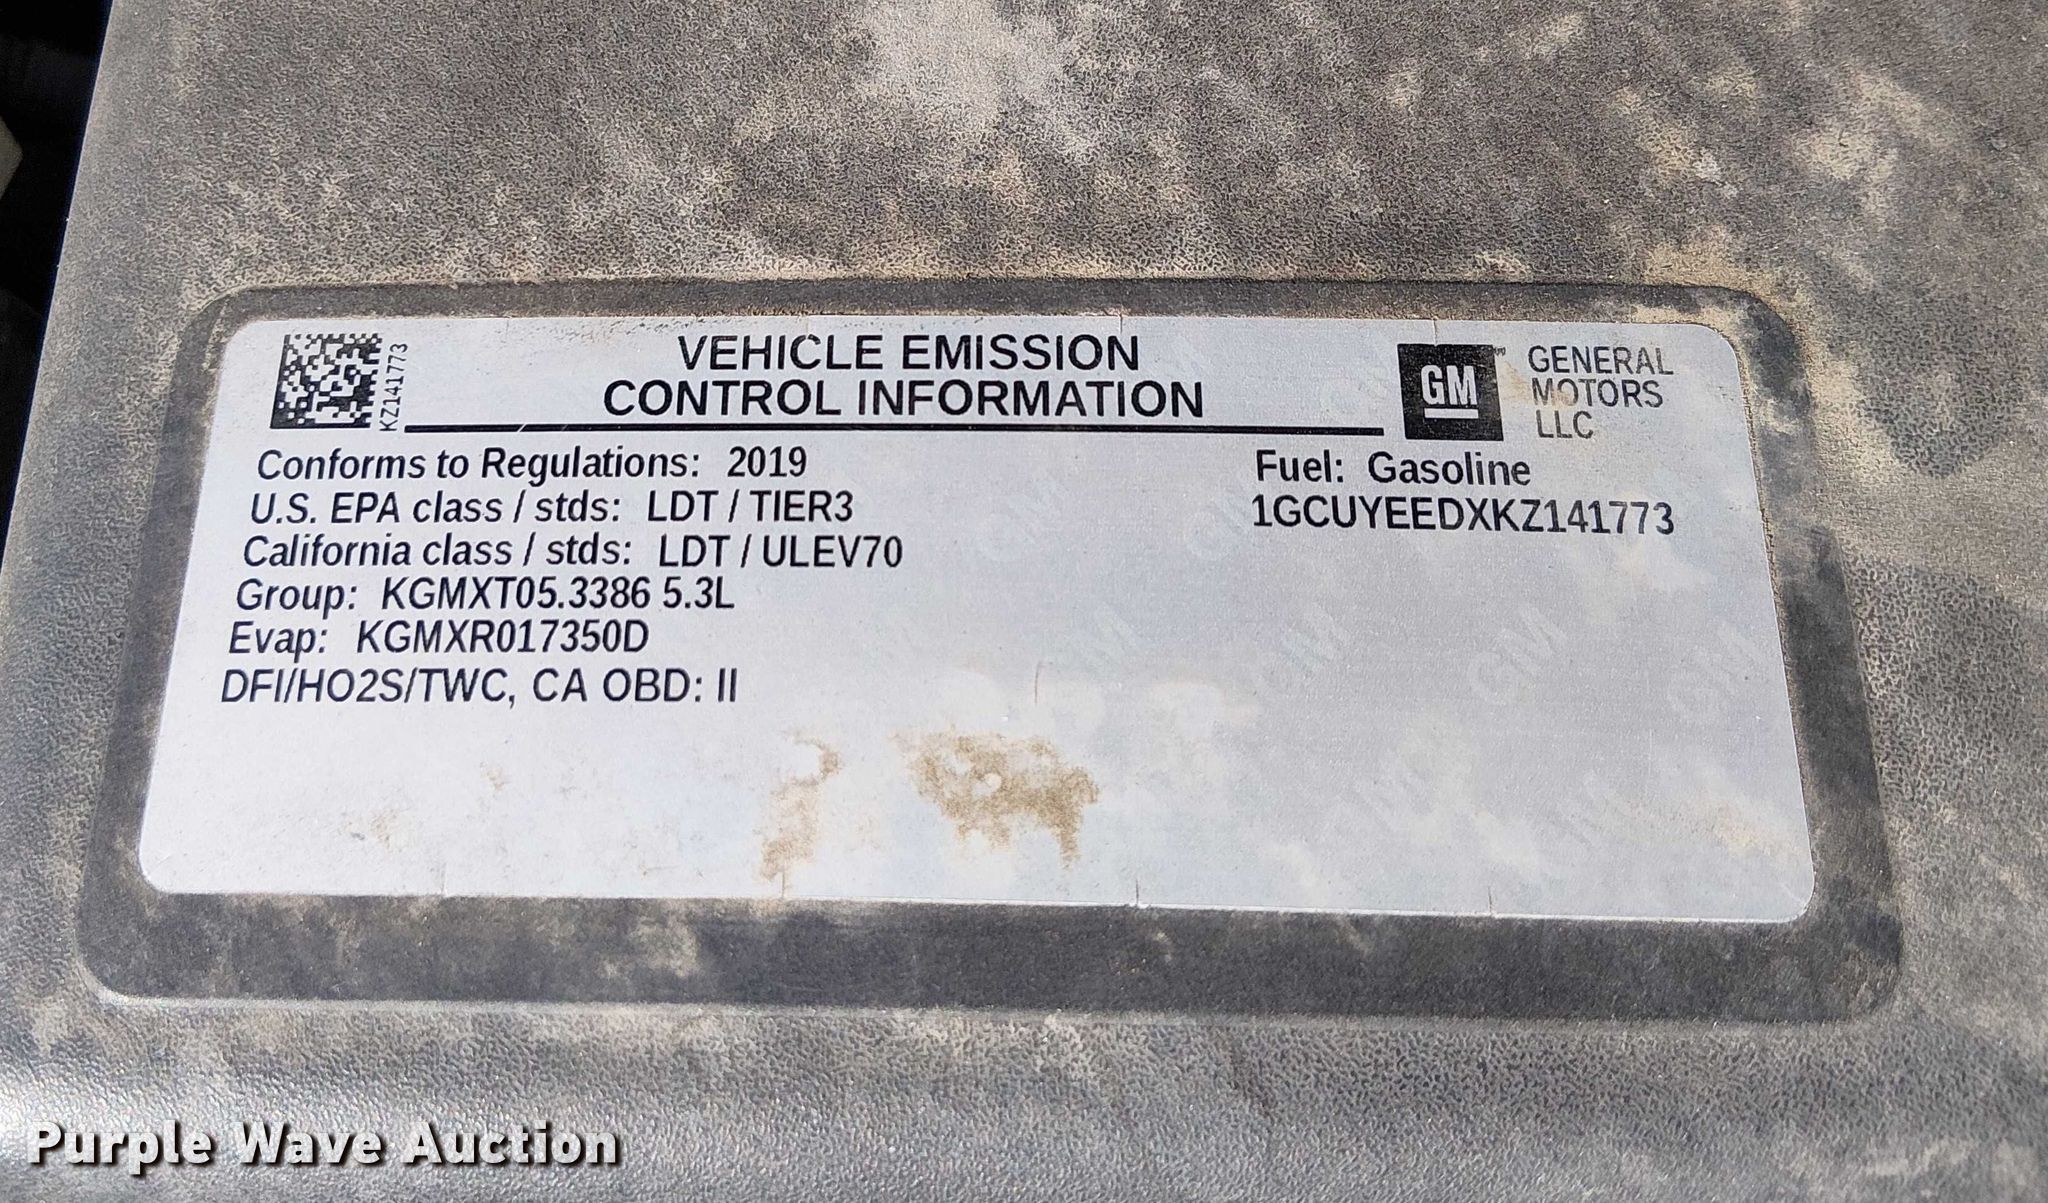 KZ141773
VEHICLE EMISSION
CONTROL INFORMATION
GM
GENERAL
MOTORS
LLC
Conforms to Regulations: 2019
U.S. EPA class / stds: LDT / TIER3
California class / stds: LDT / ULEV70
Group: KGMXT05.3386 5.3L
Evap: KGMXR017350D
DFI/HO2S/TWC, CA OBD: II
Fuel: Gasoline
1GCUYEEDXKZ141773
Purple Wave Auction